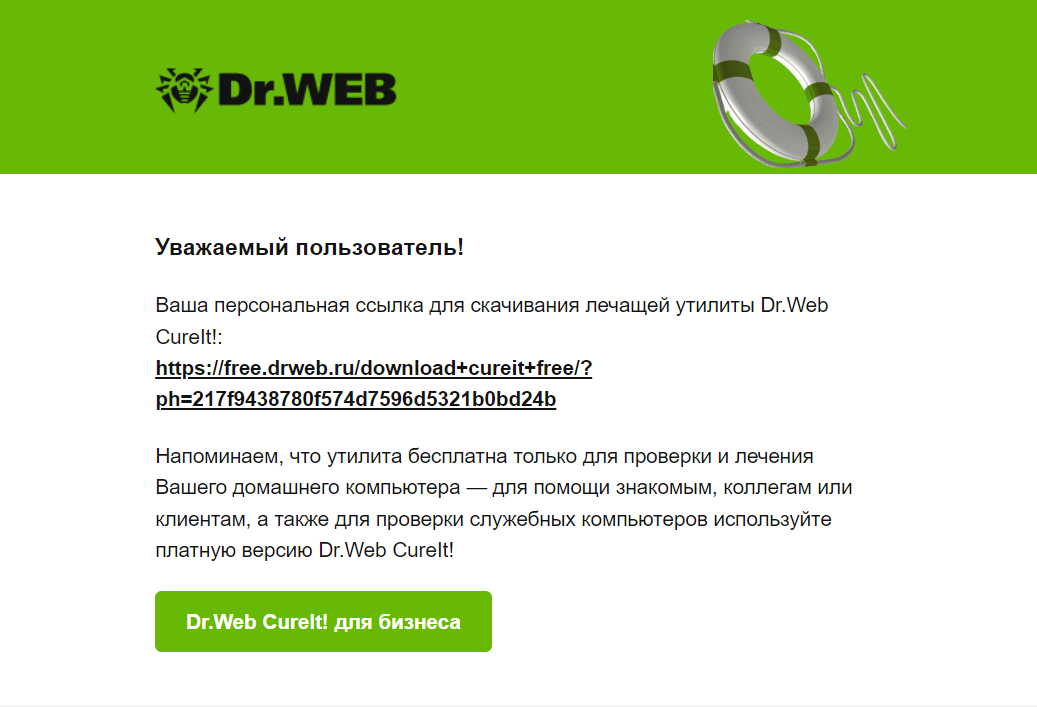 Dr.WEB
Уважаемый пользователь!
Ваша персональная ссылка для скачивания лечащей утилиты Dr.Web
CureIt!:
https://free.drweb.ru/download+cureit+free/?
ph=217f9438780f574d7596d5321b0bd24b
Напоминаем, что утилита бесплатна только для проверки и лечения
Вашего домашнего компьютера — для помощи знакомым, коллегам или
клиентам, а также для проверки служебных компьютеров используйте
платную версию Dr.Web CureIt!
Dr.Web CureIt! для бизнеса